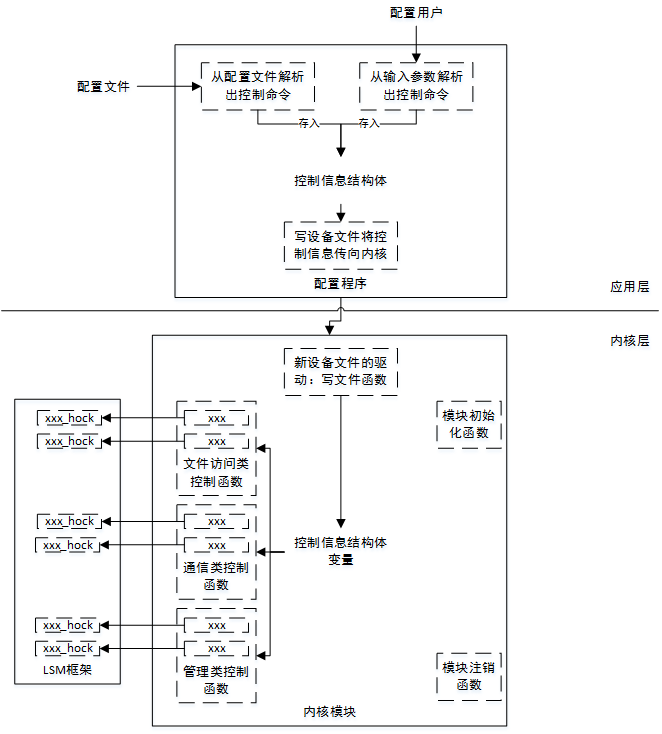 配置用户
配置文件
从配置文件解析
出控制命令
从输入参数解析
出控制命令
存入
存入
控制信息结构体
写设备文件将控
制信息传向内核
配置程序
应用层
内核层
新设备文件的驱
动：写文件函数
模块初始
化函数
xxx_hock
xxx
xxx_hock
xxx
文件访问类
控制函数
xxx_hock
xxx
xxx_hock
xxx
通信类控制
函数
控制信息结构体
变量
xxx_hock
xxx
xxx_hock
xxx
LSM框架
管理类控制
函数
模块注销
函数
内核模块